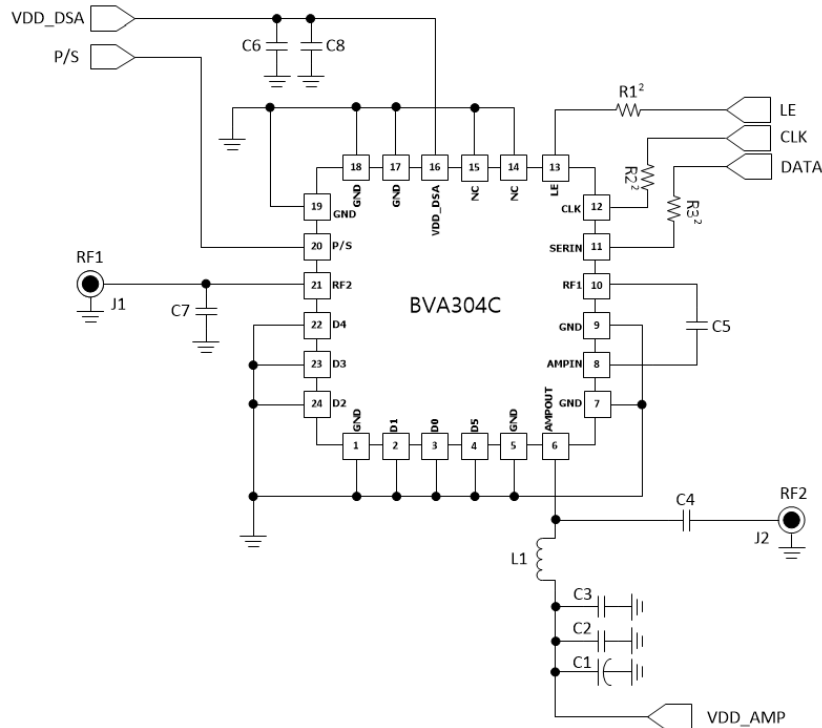 VDD_DSA
C6
C8
P/S
R1²
LE
CLK
R2²
DATA
R3²
18
17
16
15
14
13
GND
GND
VDD_DSA
NC
NC
LE
19
GND
CLK
12
20
P/S
SERIN
11
RF1
J1
C7
21
RF2
RF1
10
BVA304C
C5
22
D4
GND
9
23
D3
AMPIN
8
24
D2
GND
7
GND
D1
D0
D5
GND
AMPOUT
1
2
3
4
5
6
C4
RF2
J2
L1
C3
C2
C1
VDD_AMP